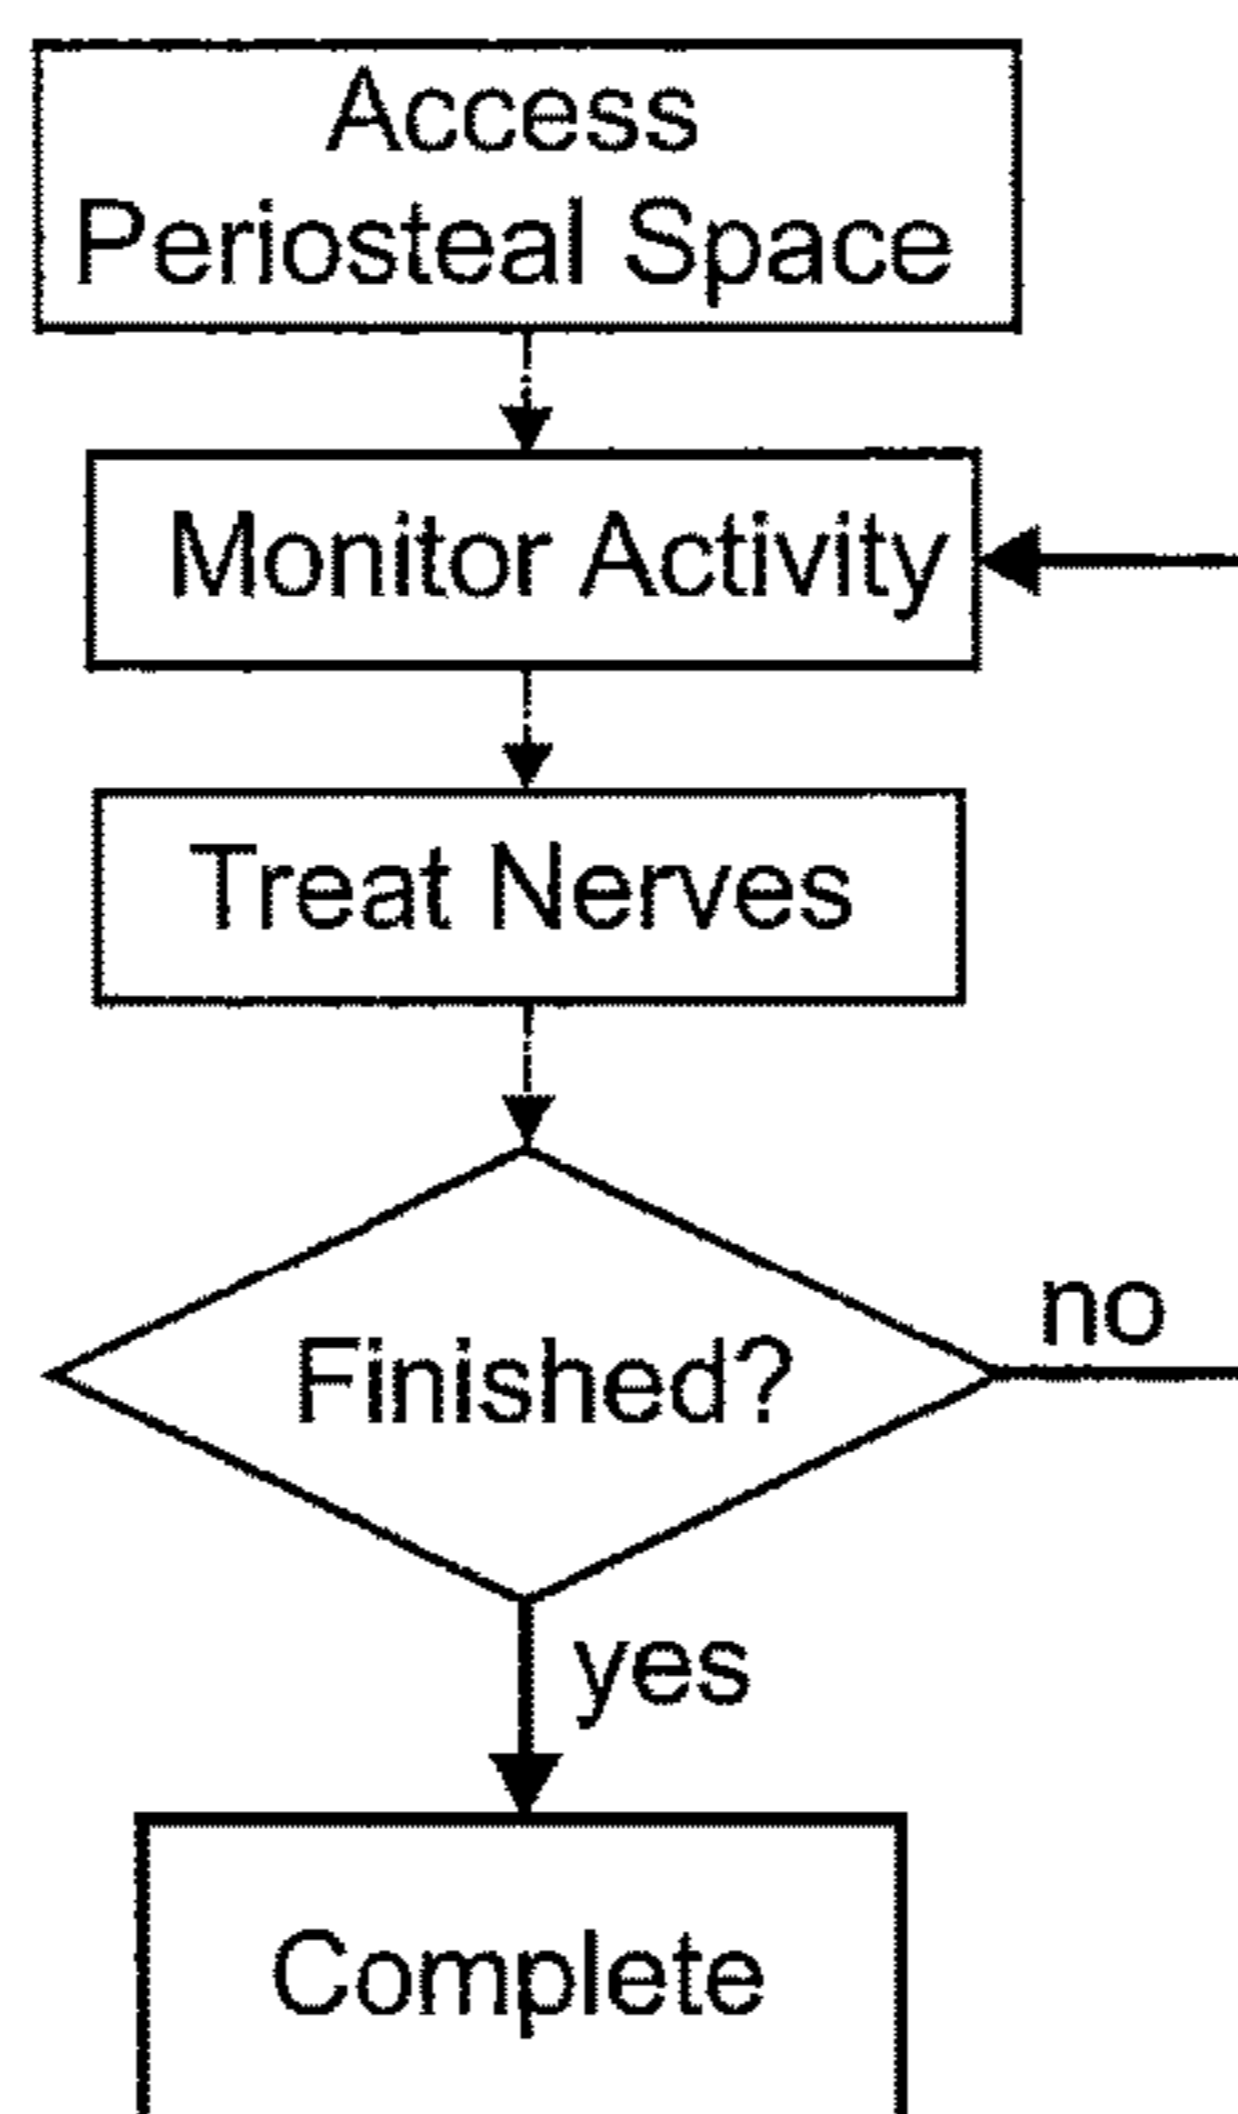 Access
Periosteal Space
Monitor Activity
Treat Nerves
Finished?
no
yes
Complete